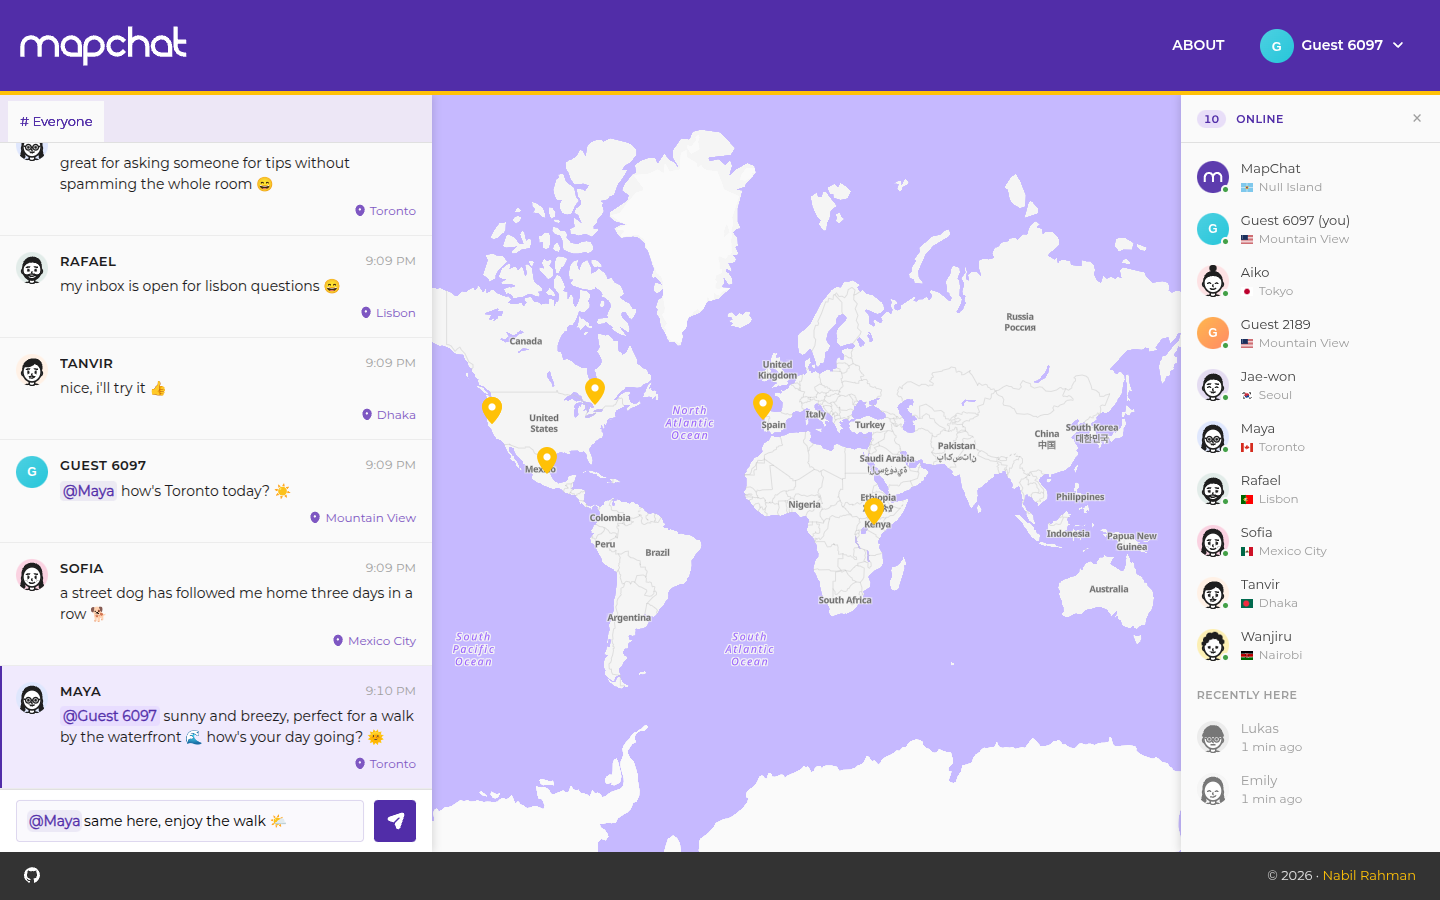 mapchat
ABOUT
G
Guest 6097
# Everyone
great for asking someone for tips without
spamming the whole room 😄
Toronto
RAFAEL
9:09 PM
my inbox is open for lisbon questions 😄
Lisbon
TANVIR
9:09 PM
nice, i'll try it 👍
Dhaka
G
GUEST 6097
9:09 PM
@Maya how's Toronto today? ☀️
Mountain View
SOFIA
9:09 PM
a street dog has followed me home three days in a
row 🐕
Mexico City
MAYA
9:10 PM
@Guest 6097 sunny and breezy, perfect for a walk
by the waterfront 🌊 how's your day going? 🌞
Toronto
@Maya same here, enjoy the walk 🌤️
Canada
United
States
Mexico
North
Atlantic
Ocean
Colombia
Peru
Brazil
Argentina
South
Pacific
Ocean
South
Atlantic
Ocean
United
Kingdom
Spain
Italy
Turkey
Russia
Россия
Saudi Arabia
السعودية
Pakistan
پاکستان
China
中国
South Korea
대한민국
Nigeria
Ethiopia
Kenya
South Africa
Philippines
Indonesia
Papua New
Guinea
Australia
10 ONLINE
×
MapChat
Null Island
G
Guest 6097 (you)
Mountain View
Aiko
Tokyo
G
Guest 2189
Mountain View
Jae-won
Seoul
Maya
Toronto
Rafael
Lisbon
Sofia
Mexico City
Tanvir
Dhaka
Wanjiru
Nairobi
RECENTLY HERE
Lukas
1 min ago
Emily
1 min ago
© 2026 · Nabil Rahman